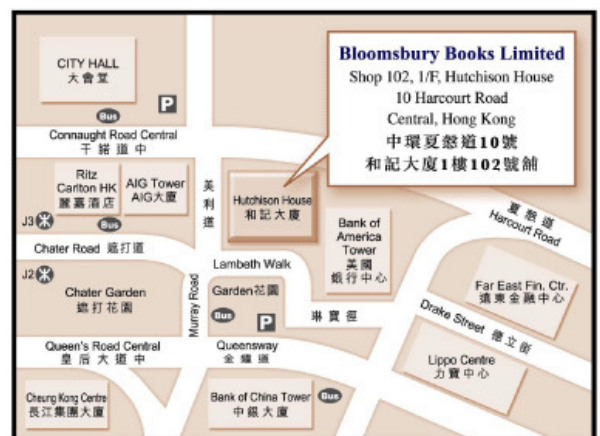 CITY HALL
大會堂
Bus
P
Connaught Road Central
干諾道中
Bloomsbury Books Limited
Shop 102, 1/F, Hutchison House
10 Harcourt Road
Central, Hong Kong
中環夏慤道10號
和記大廈1樓102號舖
Ritz
Carlton HK
麗嘉酒店
AIG Tower
AIG大廈
美利道
Hutchison House
和記大廈
夏慤道
Harcourt Road
J3
Bus
Bank of
America
Tower
美國
銀行中心
Chater Road 遮打道
Lambeth Walk
J2
Chater Garden
遮打花園
Murray Road
Garden花園
Far East Fin. Ctr.
遠東金融中心
Bus
P
琳寶徑
Drake Street 德立街
Queen's Road Central
皇后大道中
Queensway
金鐘道
Lippo Centre
力寶中心
Cheung Kong Centre
長江集團大廈
Bank of China Tower
中銀大廈
Bus